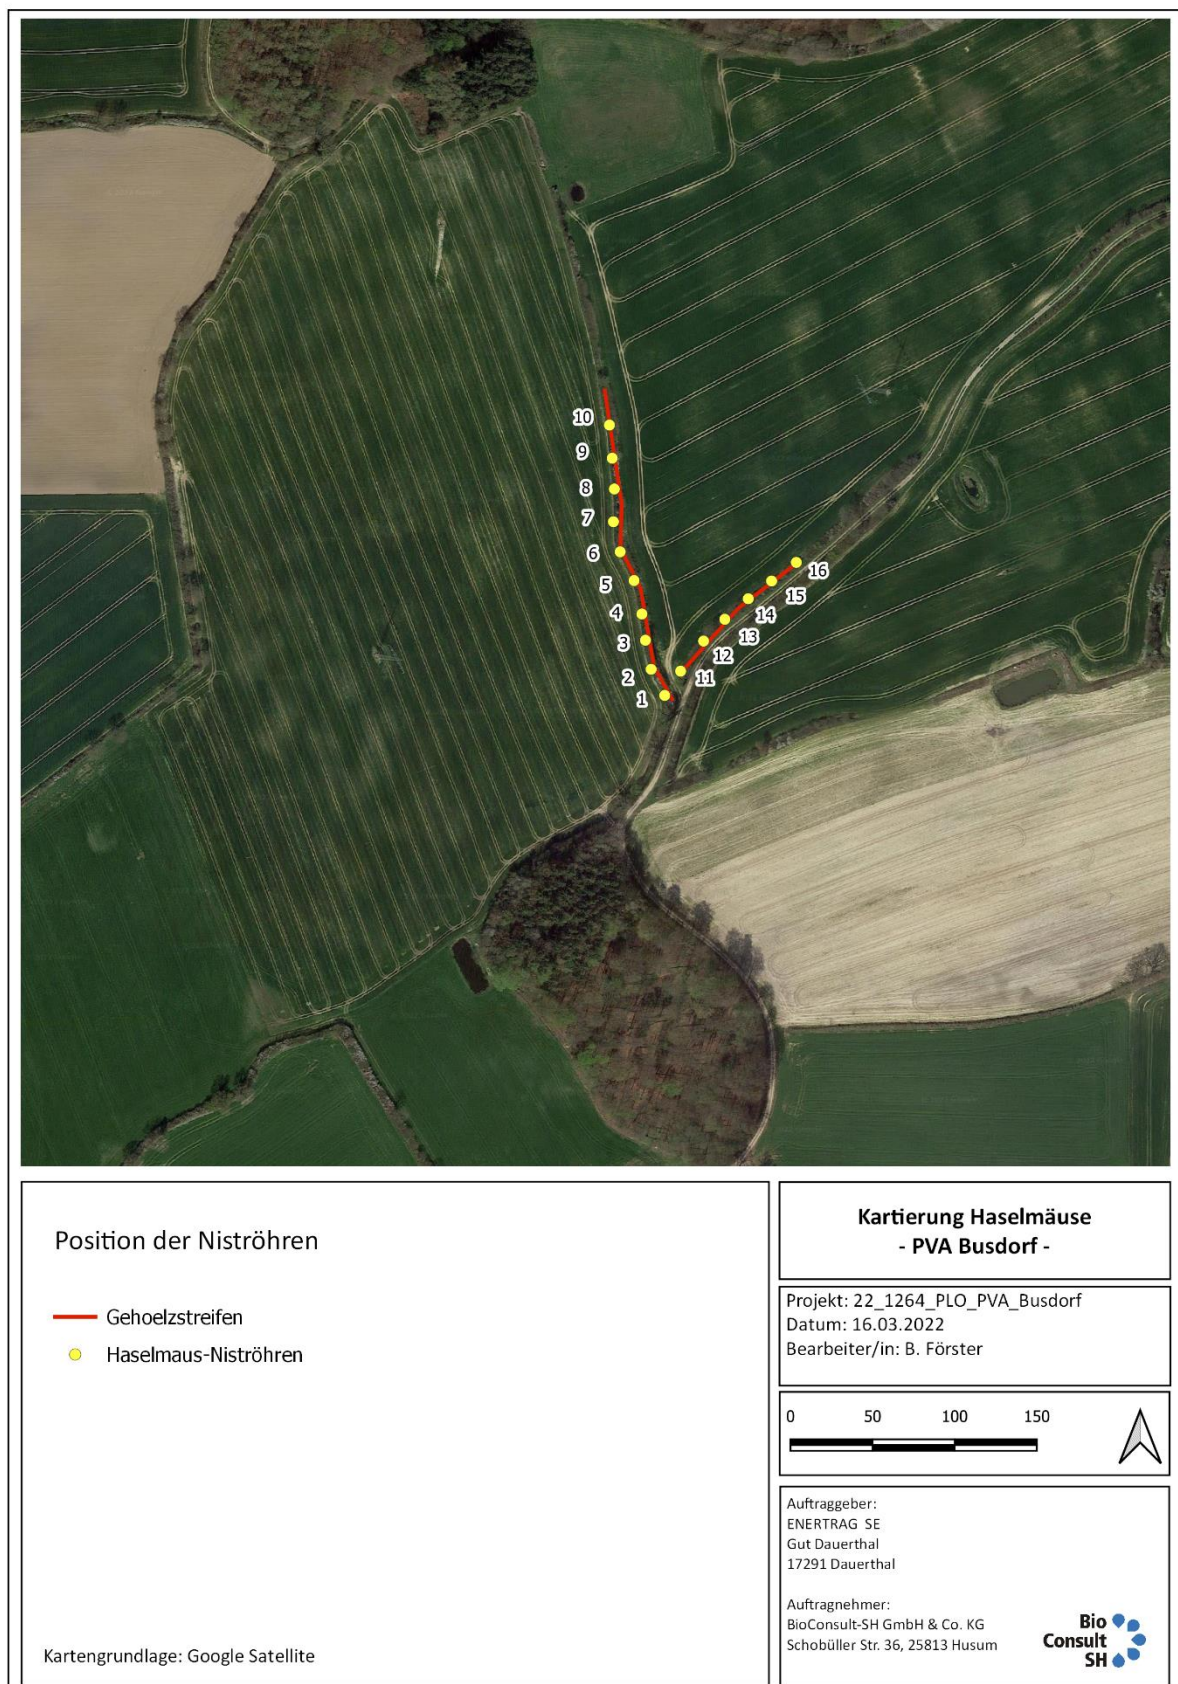 10
9
8
7
6
5
4
3
2
1
16
15
14
13
12
11
Position der Niströhren
Gehoelzstreifen
Haselmaus-Niströhren
Kartengrundlage: Google Satellite
Kartierung Haselmäuse
- PVA Busdorf -
Projekt: 22_1264_PLO_PVA_Busdorf
Datum: 16.03.2022
Bearbeiter/in: B. Förster
0 50 100 150
Auftraggeber:
ENERTRAG SE
Gut Dauerthal
17291 Dauerthal
Auftragnehmer:
BioConsult-SH GmbH & Co. KG
Schobüller Str. 36, 25813 Husum
Bio
Consult
SH